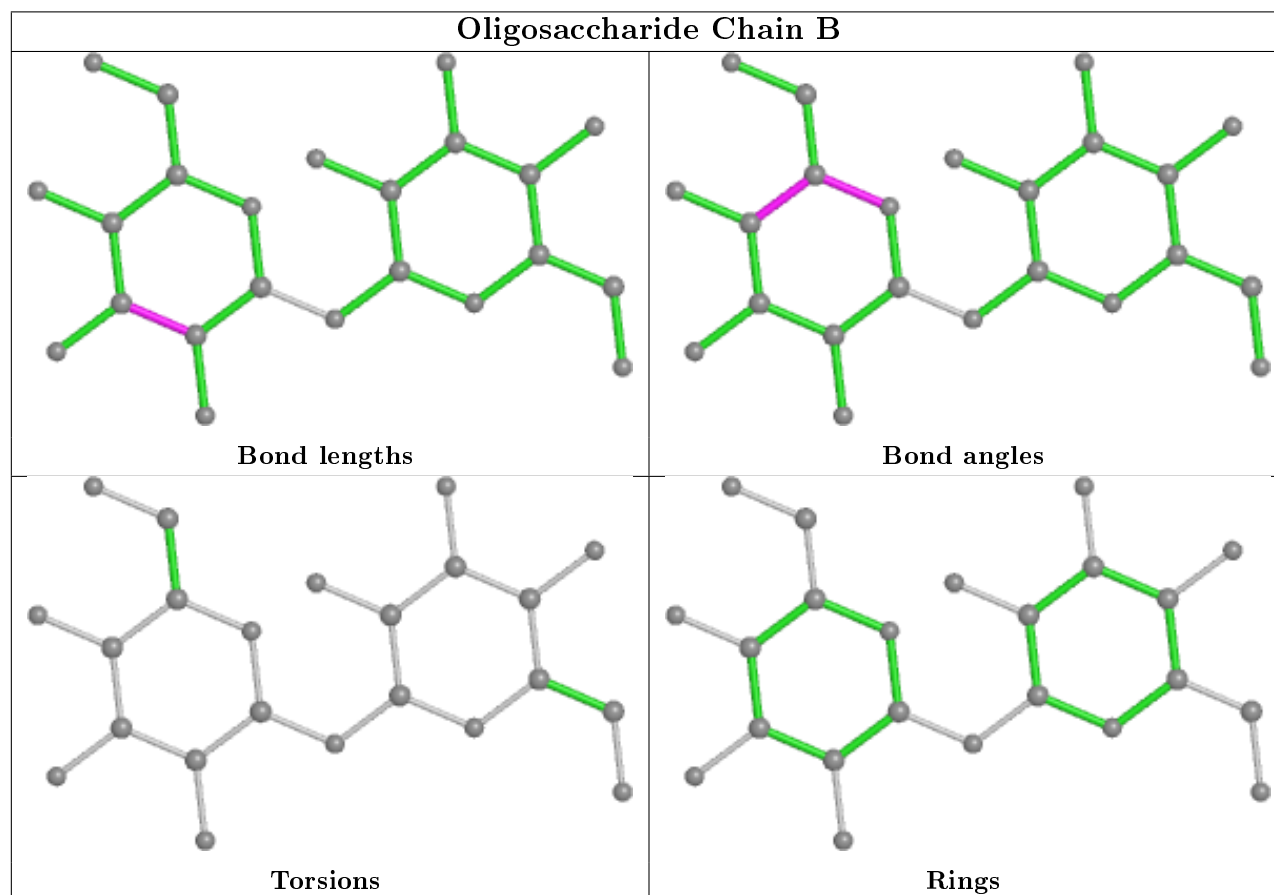 Oligosaccharide Chain B
Bond lengths
Bond angles
Torsions
Rings